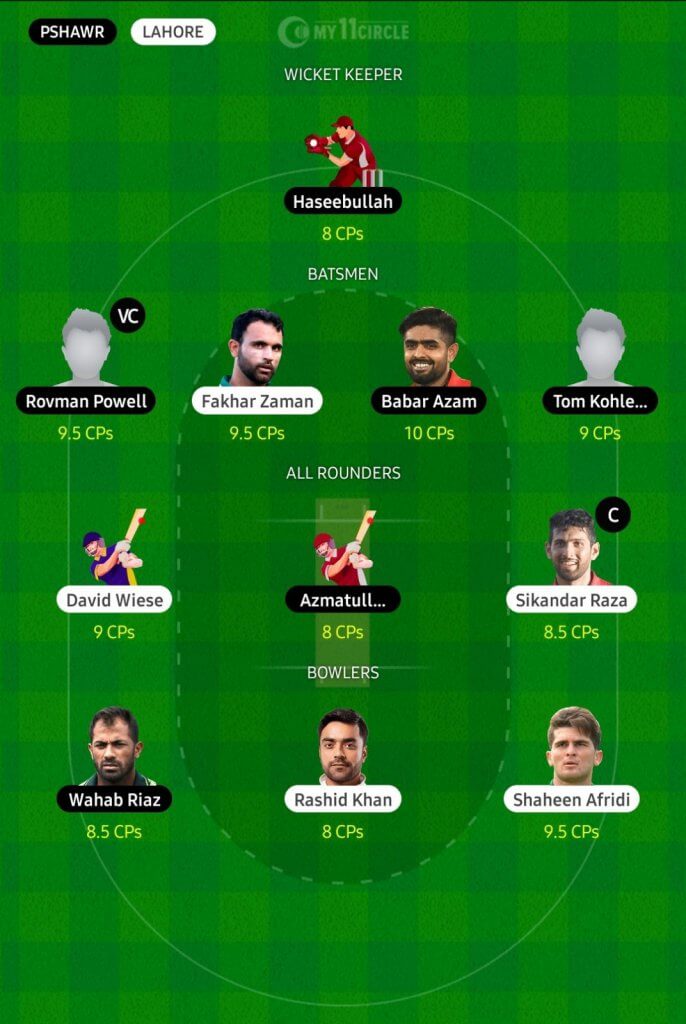 PSHAWR LAHORE MY11CIRCLE
WICKET KEEPER
Haseebullah
8 CPs
BATSMEN
VC
Rovman Powell Fakhar Zaman Babar Azam Tom Kohle...
9.5 CPs 9.5 CPs 10 CPs 9 CPs
ALL ROUNDERS
C
David Wiese Azmatull... Sikandar Raza
9 CPs 8 CPs 8.5 CPs
BOWLERS
Wahab Riaz Rashid Khan Shaheen Afridi
8.5 CPs 8 CPs 9.5 CPs